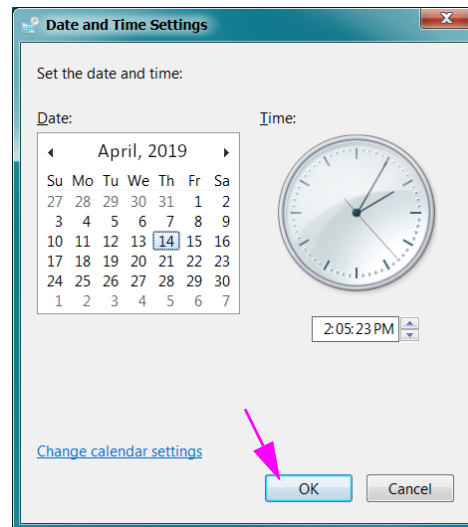 Date and Time Settings
Set the date and time:
Date:
April, 2019
Su Mo Tu We Th Fr Sa
27 28 29 30 31 1 2
3 4 5 6 7 8 9
10 11 12 13 14 15 16
17 18 19 20 21 22 23
24 25 26 27 28 29 30
1 2 3 4 5 6 7
Time:
2:05:23 PM
Change calendar settings
OK
Cancel